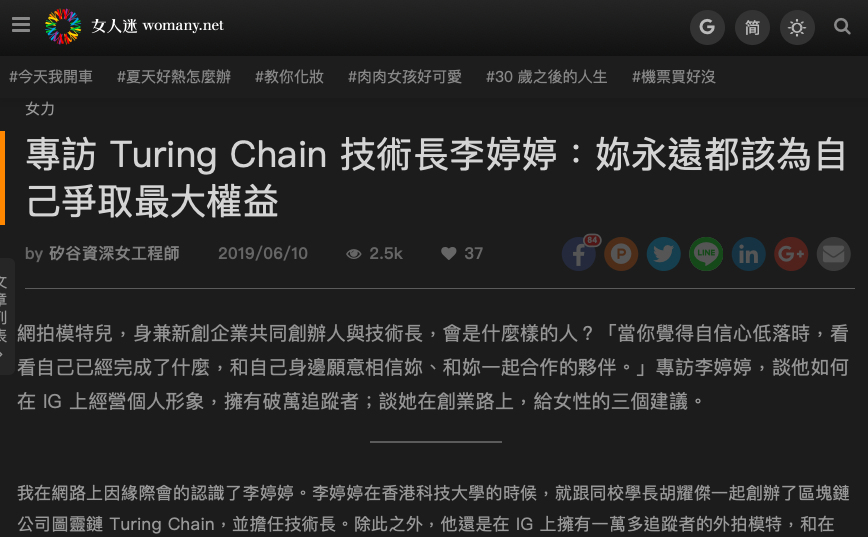 女人迷 womany.net
G 简
#今天我開車 #夏天好熱怎麼辦 #教你化妝 #肉肉女孩好可愛 #30 歲之後的人生 #機票買好沒
女力
專訪 Turing Chain 技術長李婷婷：妳永遠都該為自
己爭取最大權益
by 矽谷資深女工程師 2019/06/10 2.5k 37
84
LINE
G+
文章列表
網拍模特兒，身兼新創企業共同創辦人與技術長，會是什麼樣的人？「當你覺得自信心低落時，看
看自己已經完成了什麼，和自己身邊願意相信妳、和妳一起合作的夥伴。」專訪李婷婷，談他如何
在 IG 上經營個人形象，擁有破萬追蹤者；談她在創業路上，給女性的三個建議。
我在網路上因緣際會的認識了李婷婷。李婷婷在香港科技大學的時候，就跟同校學長胡耀傑一起創辦了區塊鏈
公司圖靈鏈 Turing Chain，並擔任技術長。除此之外，他還是在 IG 上擁有一萬多追蹤者的外拍模特，和在